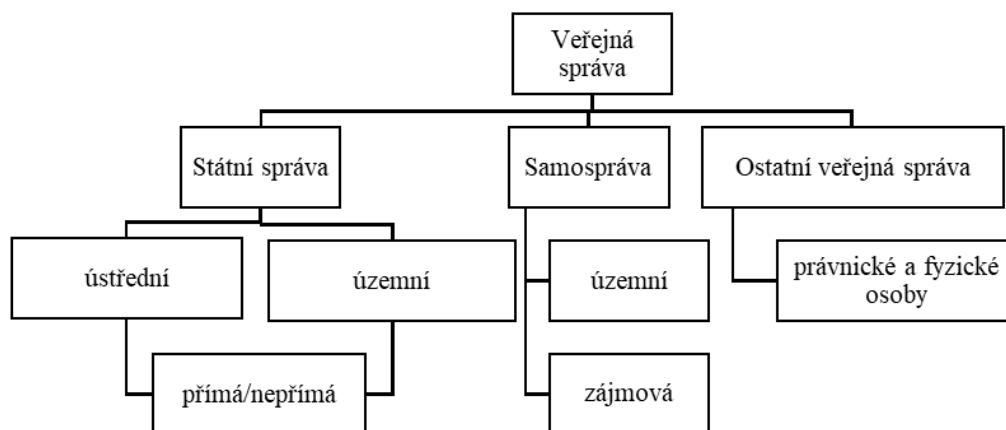 Veřejná
správa
Státní správa
Samospráva
Ostatní veřejná správa
ústřední
územní
územní
právnické a fyzické
osoby
přímá/nepřímá
zájmová